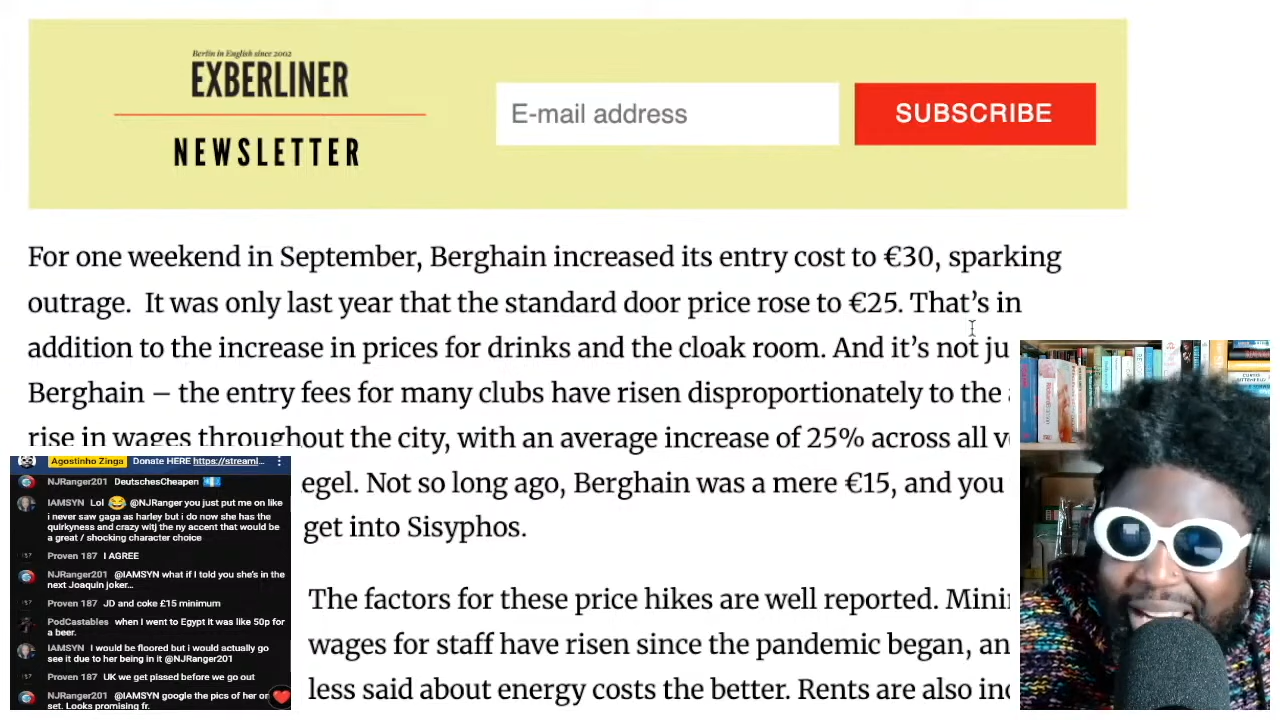 Berlin in English since 2002
EXBERLINER
NEWSLETTER
E-mail address
SUBSCRIBE
For one weekend in September, Berghain increased its entry cost to €30, sparking
outrage. It was only last year that the standard door price rose to €25. That’s in
addition to the increase in prices for drinks and the cloak room. And it’s not ju
Berghain – the entry fees for many clubs have risen disproportionately to the
rise in wages throughout the city, with an average increase of 25% across all
egel. Not so long ago, Berghain was a mere €15, and you
get into Sisyphos.
The factors for these price hikes are well reported. Mini
wages for staff have risen since the pandemic began, an
less said about energy costs the better. Rents are also in
Agostinho Zinga Donate HERE https://streaml...
NJRanger201 DeutschesCheapen
IAMSYN Lol 😂 @NJRanger you just put me on like
i never saw gaga as harley but i do now she has the
quirkyness and crazy witj the ny accent that would be
a great / shocking character choice
Proven 187 I AGREE
NJRanger201 @IAMSYN what if I told you she's in the
next Joaquin joker...
Proven 187 JD and coke £15 minimum
PodCastables when I went to Egypt it was like 50p for
a beer.
IAMSYN I would be floored but i would actually go
see it due to her being in it @NJRanger201
Proven 187 UK we get pissed before we go out
NJRanger201 @IAMSYN google the pics of her on
set. Looks promising fr.